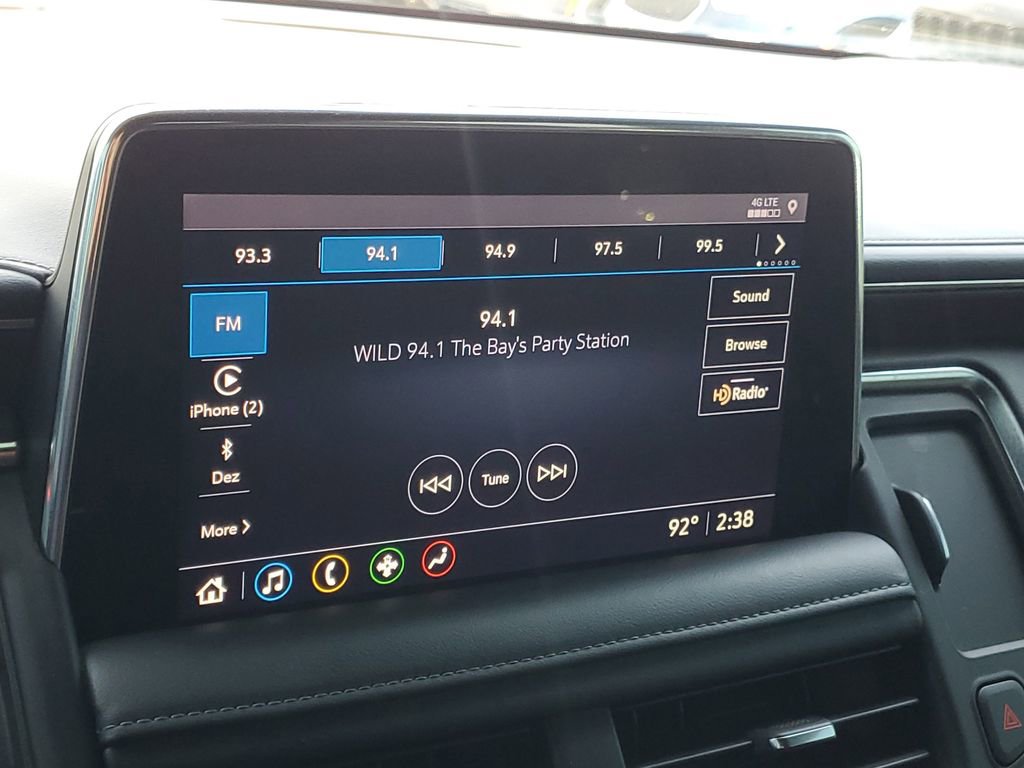 4G LTE
93.3 94.1 94.9 97.5 99.5
FM
94.1
WILD 94.1 The Bay's Party Station
Sound
Browse
HD Radio
iPhone (2)
Dez
More
Tune
92° 2:38